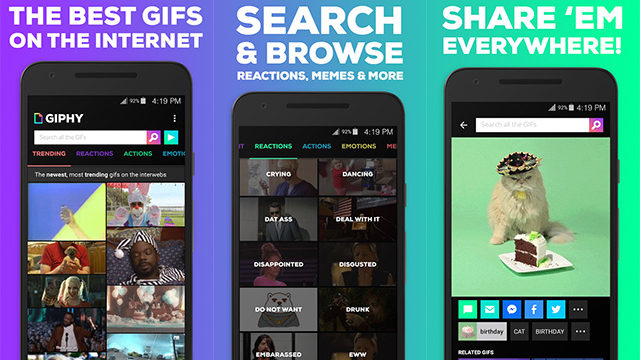 THE BEST GIFS
ON THE INTERNET
92% 4:19 PM
GIPHY
Search all the GIFs
TRENDING REACTIONS ACTIONS EMOTIO
The newest, most trending gifs on the interwebs
SEARCH
& BROWSE
REACTIONS, MEMES & MORE
92% 4:19 PM
REACTIONS ACTIONS EMOTIONS ME
CRYING DANCING
DAT ASS DEAL WITH IT
DISAPPOINTED DISGUSTED
DO NOT WANT DRUNK
EMBARASSED EWW
SHARE ‘EM
EVERYWHERE!
92% 4:19 PM
Search all the GIFs
birthday CAT BIRTHDAY
RELATED GIFS